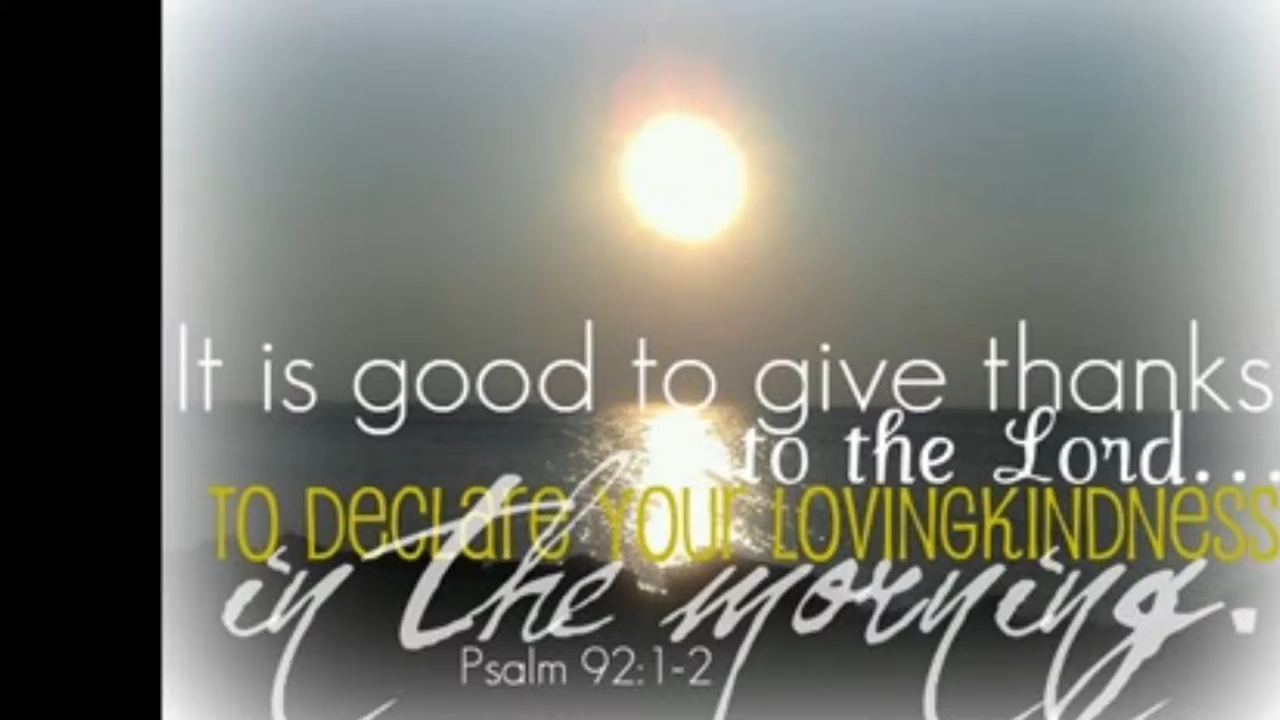 It is good to give thanks
to the Lord...
TO DecLare YOUr LOVINGKINDNess
in the morning.
Psalm 92:1-2